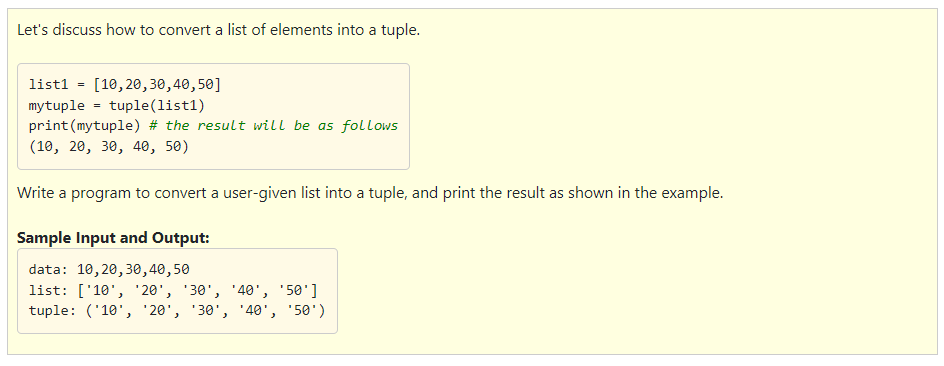 Let's discuss how to convert a list of elements into a tuple.
list1 = [10,20,30,40,50]
mytuple = tuple(list1)
print(mytuple) # the result will be as follows
(10, 20, 30, 40, 50)
Write a program to convert a user-given list into a tuple, and print the result as shown in the example.
Sample Input and Output:
data: 10,20,30,40,50
list: ['10', '20', '30', '40', '50']
tuple: ('10', '20', '30', '40', '50')